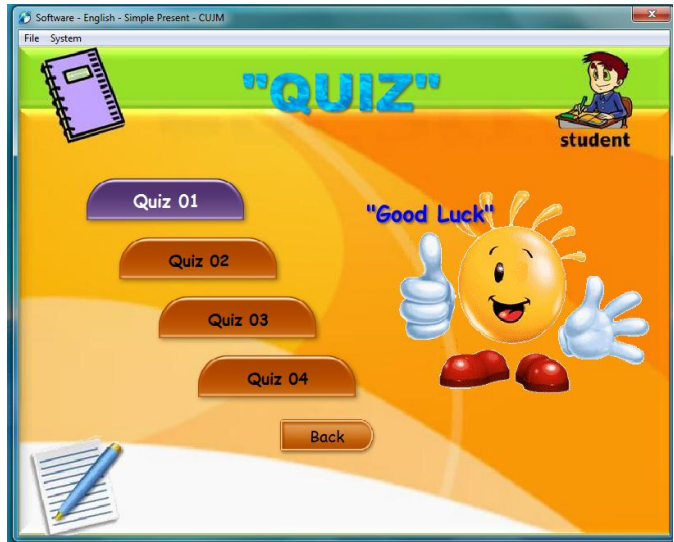 Software - English - Simple Present - CUJM
File System
"QUIZ"
student
Quiz 01
"Good Luck"
Quiz 02
Quiz 03
Quiz 04
Back